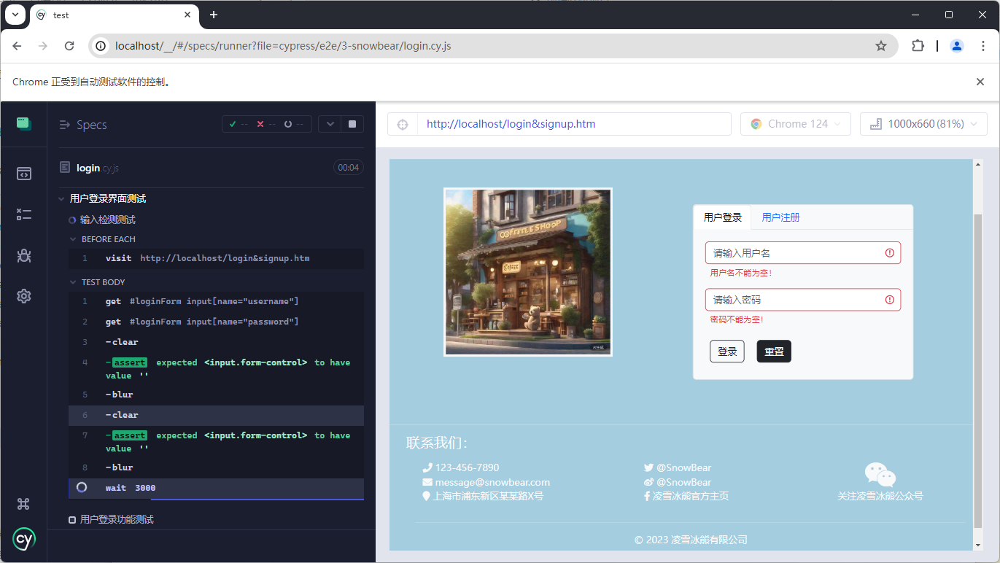 test
localhost/__/#/specs/runner?file=cypress/e2e/3-snowbear/login.cy.js
Chrome 正受到自动测试软件的控制。
Specs
-- -- --
login cy.js 00:04
用户登录界面测试
输入检测测试
BEFORE EACH
1 visit http://localhost/login&signup.htm
TEST BODY
1 get #loginForm input[name="username"]
2 get #loginForm input[name="password"]
3 -clear
4 -assert expected <input.form-control> to have
value ''
5 -blur
6 -clear
7 -assert expected <input.form-control> to have
value ''
8 -blur
wait 3000
用户登录功能测试
cy
http://localhost/login&signup.htm
Chrome 124
1000x660 (81%)
COFFEEE SHOOP
Coffee
AI生成
用户登录 用户注册
请输入用户名
用户名不能为空!
请输入密码
密码不能为空!
登录 重置
联系我们:
123-456-7890
message@snowbear.com
上海市浦东新区某某路X号
@SnowBear
@SnowBear
凌雪冰熊官方主页
关注凌雪冰熊公众号
© 2023 凌雪冰熊有限公司